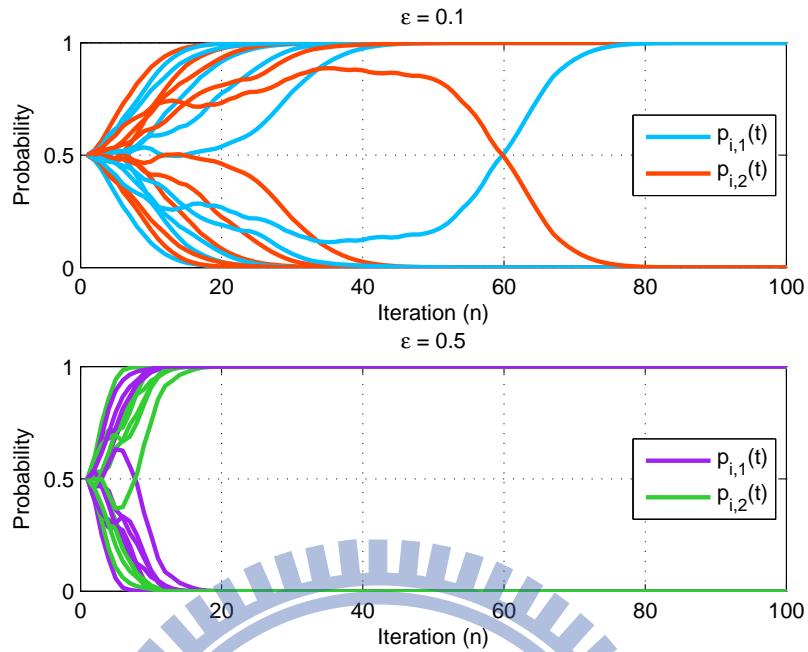 ε = 0.1
1
0.5
0
Probability
p_{i,1}(t)
p_{i,2}(t)
0 20 40 60 80 100
Iteration (n)
ε = 0.5
1
0.5
0
Probability
p_{i,1}(t)
p_{i,2}(t)
0 20 40 60 80 100
Iteration (n)